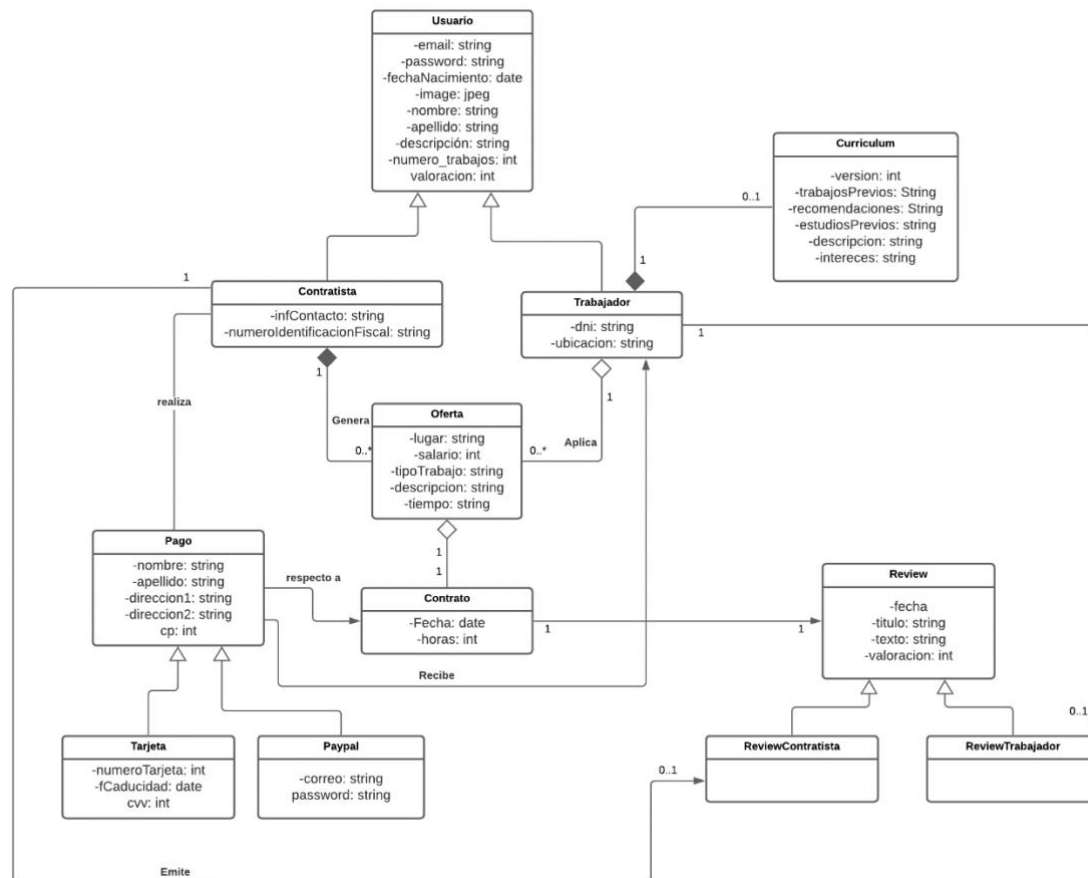 Usuario
-email: string
-password: string
-fechaNacimiento: date
-image: jpeg
-nombre: string
-apellido: string
-descripción: string
-numero_trabajos: int
valoracion: int
Curriculum
-version: int
-trabajosPrevios: String
-recomendaciones: String
-estudiosPrevios: string
-descripcion: string
-intereces: string
0..1
1
1
Contratista
-infContacto: string
-numeroIdentificacionFiscal: string
Trabajador
-dni: string
-ubicacion: string
1
1
1
realiza
Genera
0..*
Oferta
-lugar: string
-salario: int
-tipoTrabajo: string
-descripcion: string
-tiempo: string
Aplica
0..*
1
1
Pago
-nombre: string
-apellido: string
-direccion1: string
-direccion2: string
cp: int
respecto a
Contrato
-Fecha: date
-horas: int
1
1
Review
-fecha
-titulo: string
-texto: string
-valoracion: int
Recibe
0..1
Tarjeta
-numeroTarjeta: int
-fCaducidad: date
cvv: int
Paypal
-correo: string
password: string
ReviewContratista
ReviewTrabajador
0..1
Emite